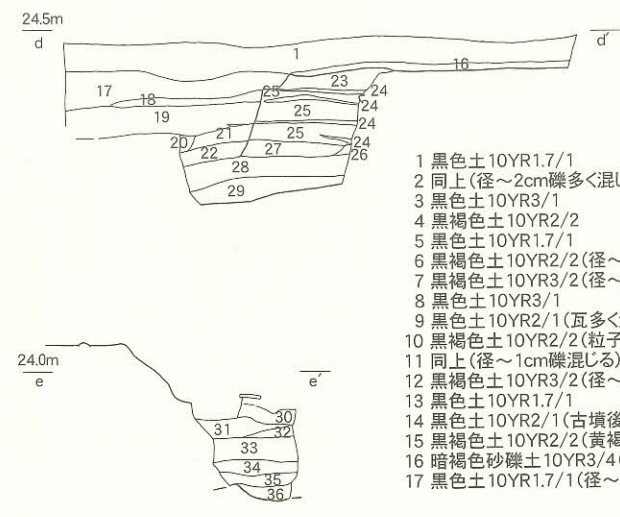 24.5m
d
d′
1
16
23
17
18
25
24
24
19
25
24
21
25
20
24
22
27
26
28
29
1 黒色土10YR1.7/1
2 同上(径～2cm礫多く混じ
3 黒色土10YR3/1
4 黒褐色土10YR2/2
5 黒色土10YR1.7/1
6 黒褐色土10YR2/2(径～
7 黒褐色土10YR3/2(径～
8 黒色土10YR3/1
9 黒色土10YR2/1(瓦多く
10 黒褐色土10YR2/2(粒子
11 同上(径～1cm礫混じる)
12 黒褐色土10YR3/2(径～
13 黒色土10YR1.7/1
14 黒色土10YR2/1(古墳後
15 黒褐色土10YR2/2(黄褐
16 暗褐色砂礫土10YR3/4(
17 黒色土10YR1.7/1(径～
24.0m
e
e′
30
31
32
33
34
35
36